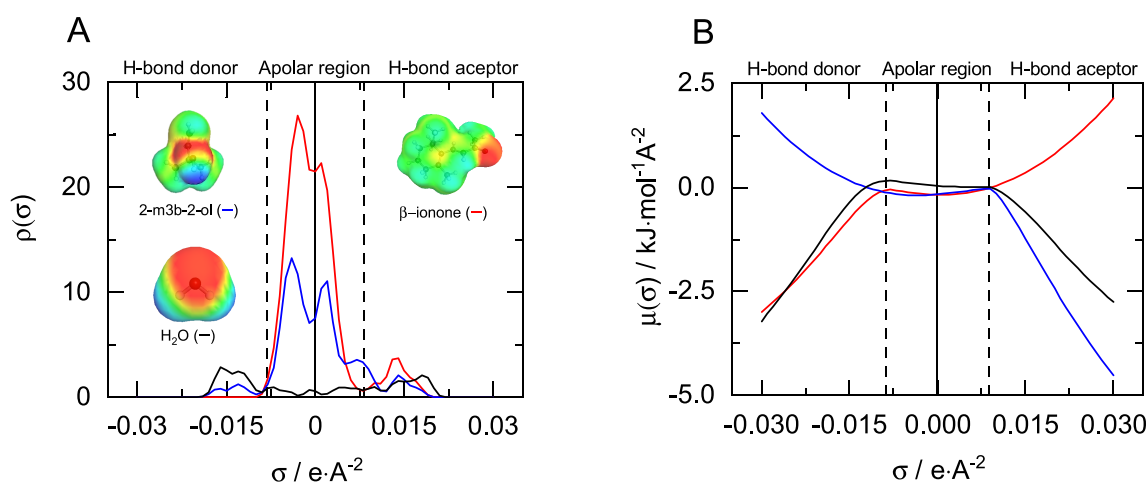 A
H-bond donor Apolar region H-bond aceptor
30
20
10
0
ρ(σ)
2-m3b-2-ol (–)
β–ionone (–)
H₂O (–)
-0.03 -0.015 0 0.015 0.03
σ / e·A⁻²
B
H-bond donor Apolar region H-bond aceptor
2.5
0.0
-2.5
-5.0
μ(σ) / kJ·mol⁻¹A⁻²
-0.030 -0.015 0.000 0.015 0.030
σ / e·A⁻²